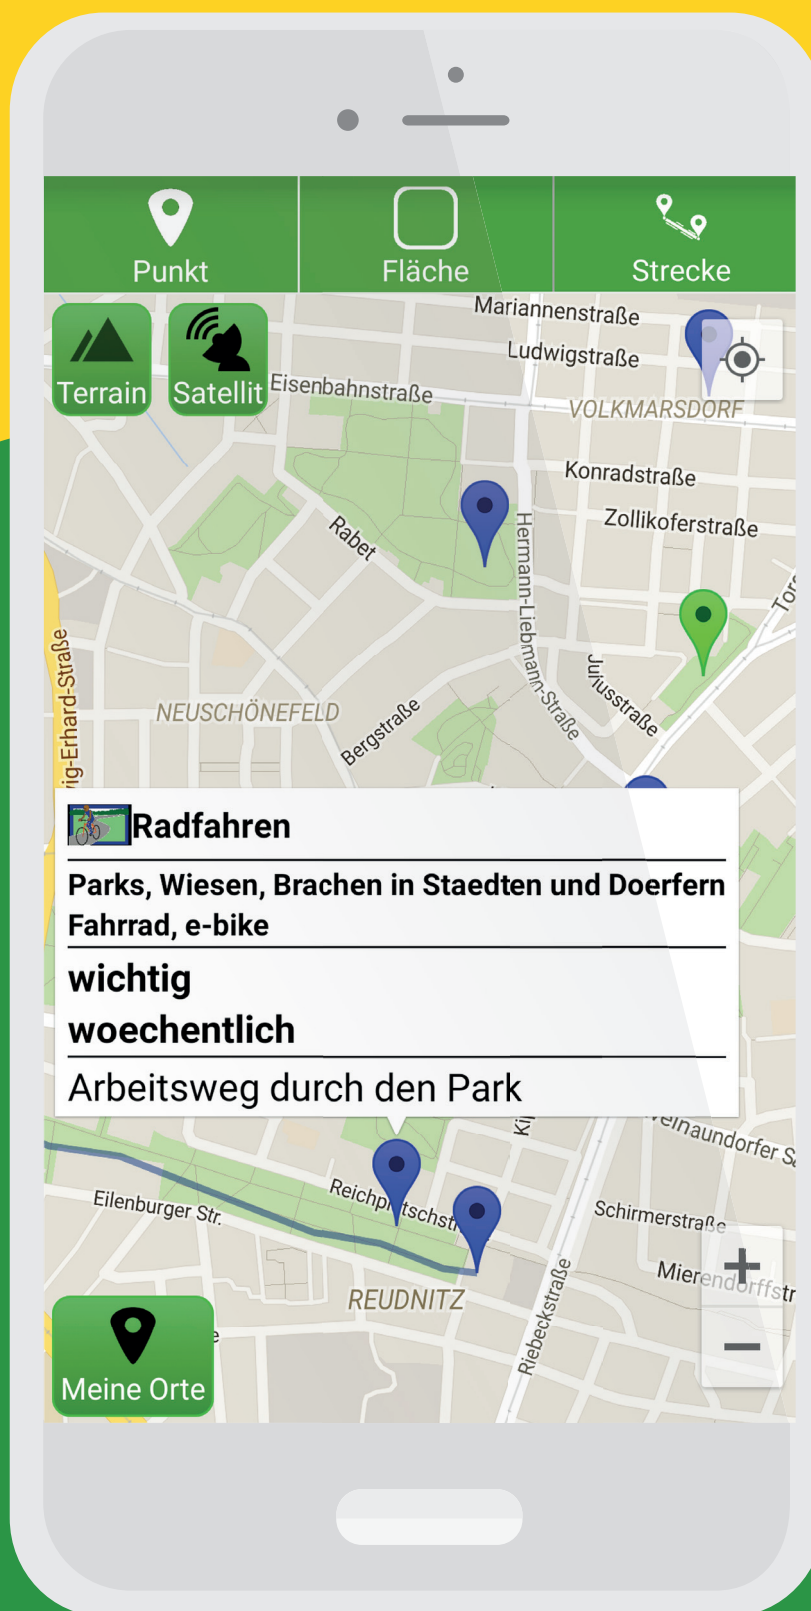 Punkt
Fläche
Strecke
Terrain
Satellit
Mariannenstraße
Ludwigstraße
Eisenbahnstraße
VOLKMARSDORF
Konradstraße
Zollikoferstraße
Rabet
Hermann-Liebmann-Straße
Juliusstraße
NEUSCHÖNEFELD
Bergstraße
Radfahren
Parks, Wiesen, Brachen in Staedten und Doerfern
Fahrrad, e-bike
wichtig
woechentlich
Arbeitsweg durch den Park
Eilenburger Str.
Schirmerstraße
REUDNITZ
Riebeckstraße
Meine Orte